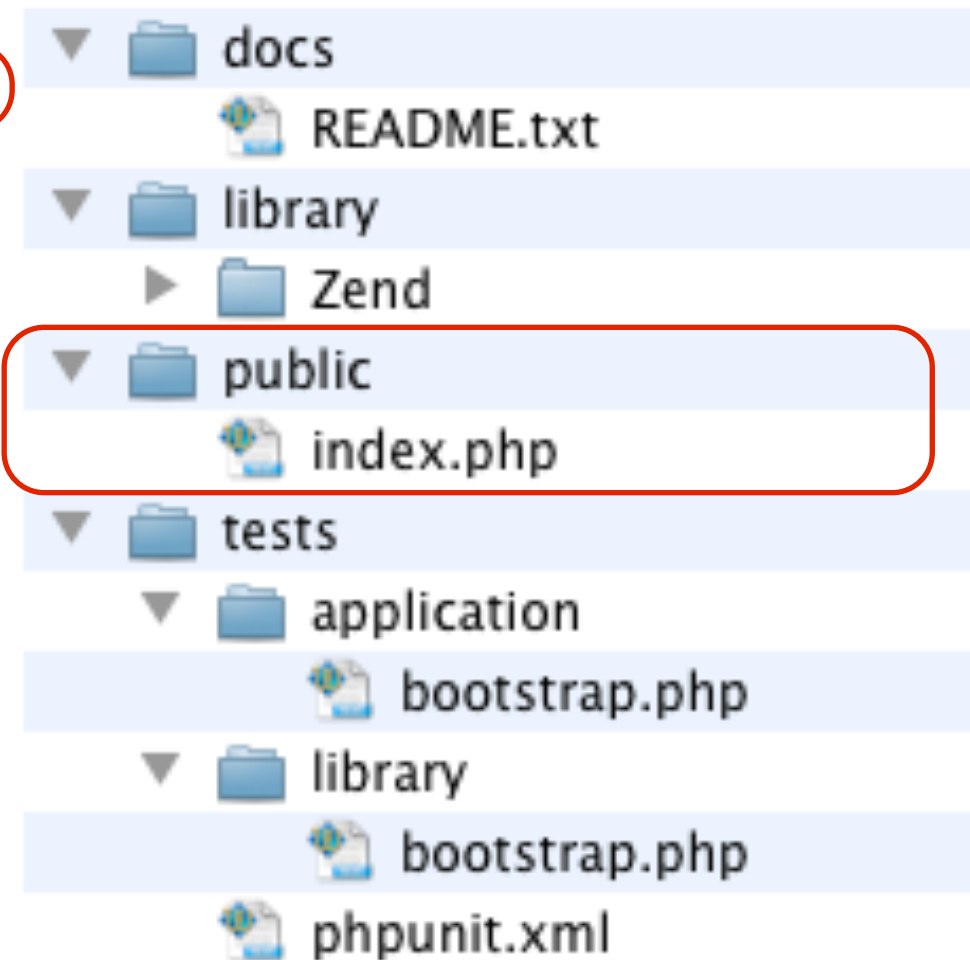 docs
README.txt
library
Zend
public
index.php
tests
application
bootstrap.php
library
bootstrap.php
phpunit.xml